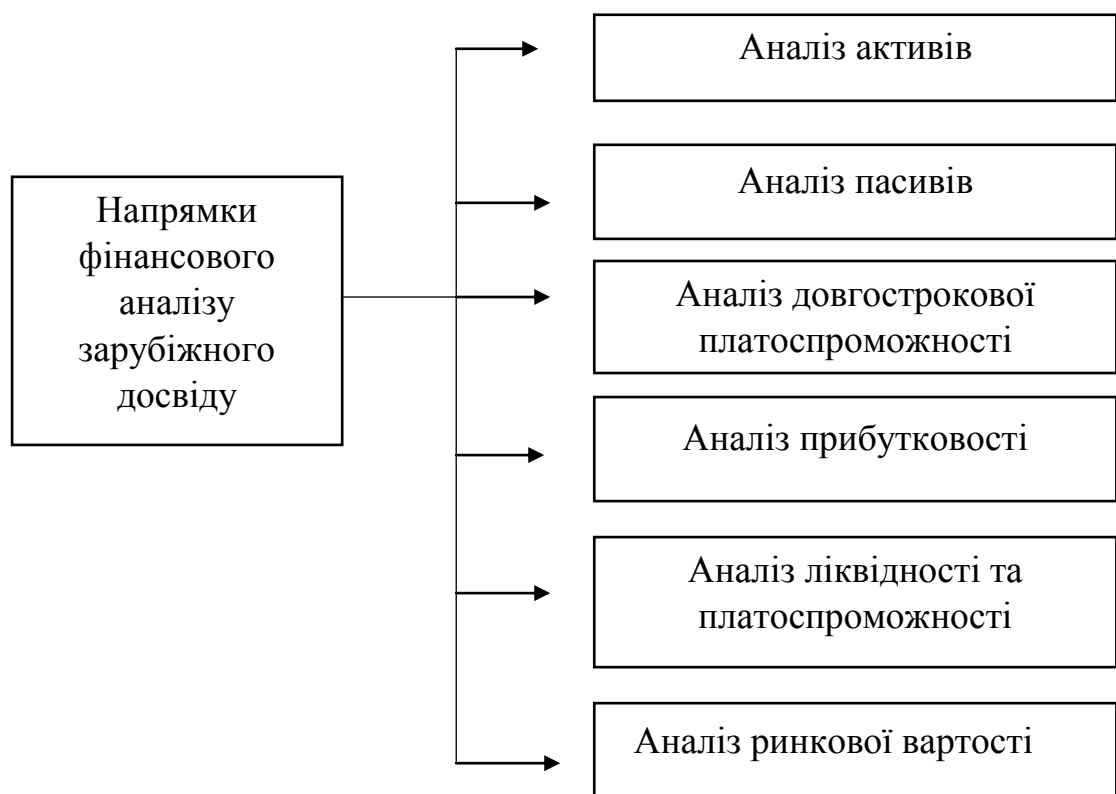 Напрямки
фінансового
аналізу
зарубіжного
досвіду
Аналіз активів
Аналіз пасивів
Аналіз довгострокової
платоспроможності
Аналіз прибутковості
Аналіз ліквідності та
платоспроможності
Аналіз ринкової вартості